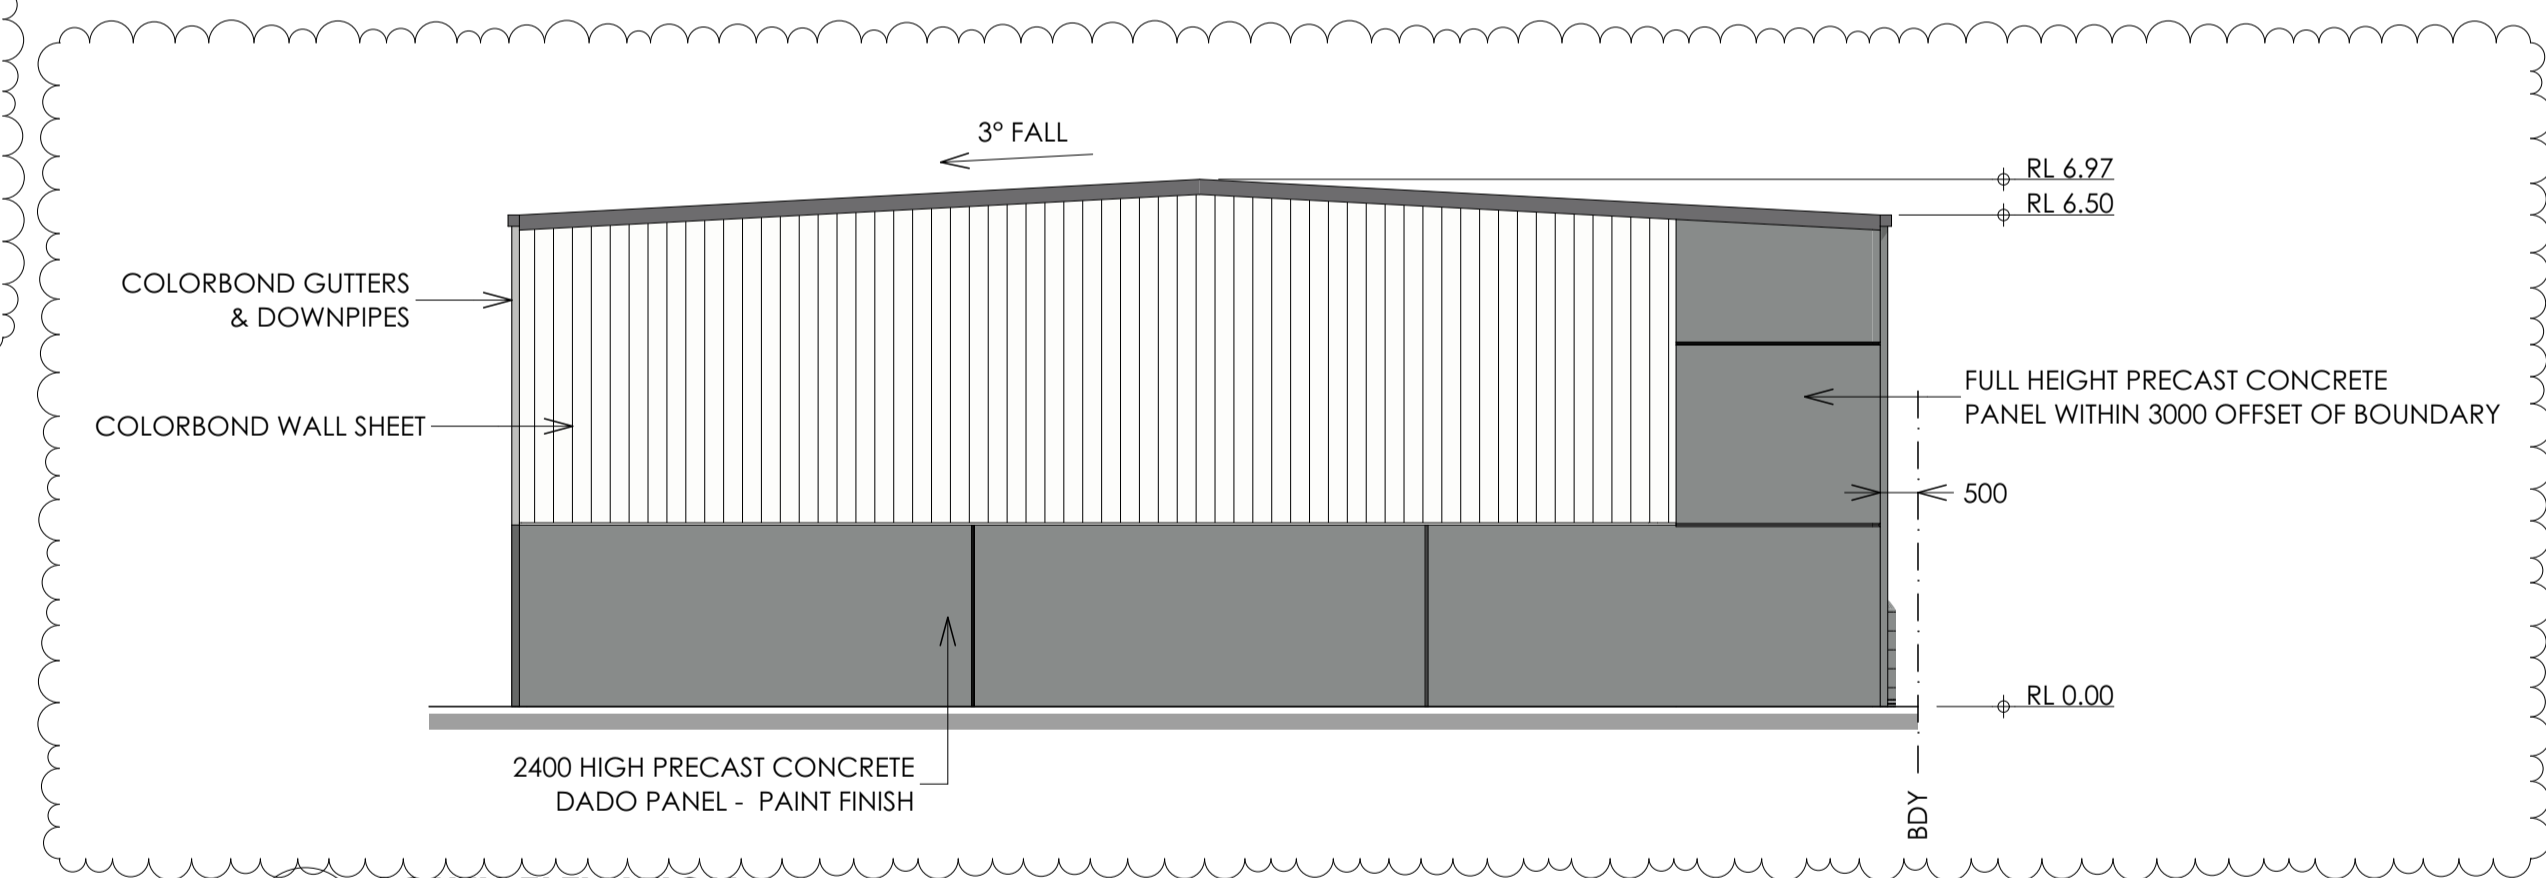 3° FALL
RL 6.97
RL 6.50
COLORBOND GUTTERS
& DOWNPIPES
COLORBOND WALL SHEET
FULL HEIGHT PRECAST CONCRETE
PANEL WITHIN 3000 OFFSET OF BOUNDARY
500
RL 0.00
2400 HIGH PRECAST CONCRETE
DADO PANEL - PAINT FINISH
BDY